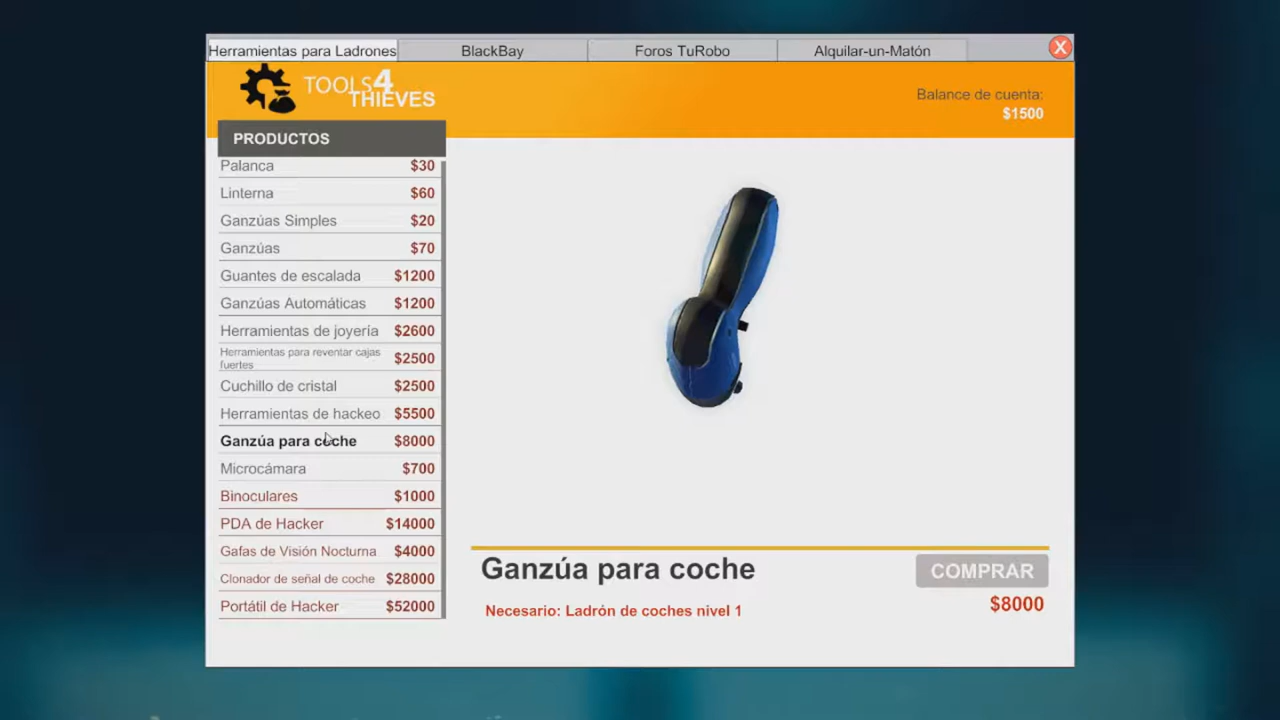 Herramientas para Ladrones BlackBay Foros TuRobo Alquilar-un-Matón X
TOOLS4
THIEVES
Balance de cuenta:
$1500
PRODUCTOS
Palanca $30
Linterna $60
Ganzúas Simples $20
Ganzúas $70
Guantes de escalada $1200
Ganzúas Automáticas $1200
Herramientas de joyería $2600
Herramientas para reventar cajas
fuertes $2500
Cuchillo de cristal $2500
Herramientas de hackeo $5500
Ganzúa para coche $8000
Microcámara $700
Binoculares $1000
PDA de Hacker $14000
Gafas de Visión Nocturna $4000
Clonador de señal de coche $28000
Portátil de Hacker $52000
Ganzúa para coche
COMPRAR
Necesario: Ladrón de coches nivel 1
$8000